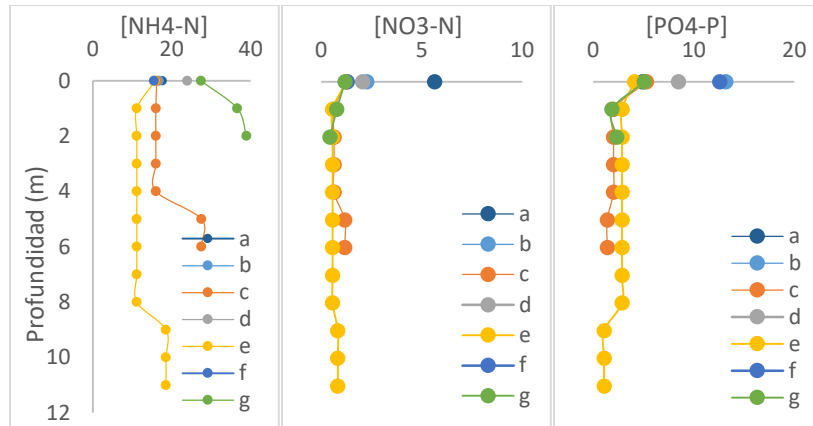 [NH4-N]
0 20 40
0
2
4
6
8
10
12
Profundidad (m)
a
b
c
d
e
f
g
[NO3-N]
0 5 10
a
b
c
d
e
f
g
[PO4-P]
0 10 20
a
b
c
d
e
f
g